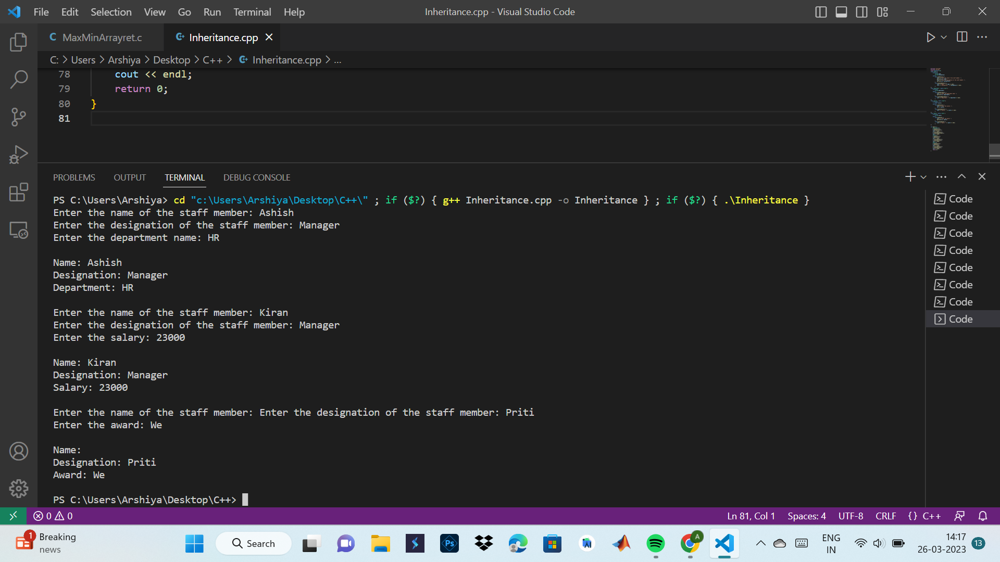 File Edit Selection View Go Run Terminal Help
Inheritance.cpp - Visual Studio Code
MaxMinArrayret.c
Inheritance.cpp
C: > Users > Arshiya > Desktop > C++ > Inheritance.cpp > ...
78 cout << endl;
79 return 0;
80 }
81
PROBLEMS OUTPUT TERMINAL DEBUG CONSOLE
PS C:\Users\Arshiya> cd "c:\Users\Arshiya\Desktop\C++\" ; if ($?) { g++ Inheritance.cpp -o Inheritance } ; if ($?) { .\Inheritance }
Enter the name of the staff member: Ashish
Enter the designation of the staff member: Manager
Enter the department name: HR
Name: Ashish
Designation: Manager
Department: HR
Enter the name of the staff member: Kiran
Enter the designation of the staff member: Manager
Enter the salary: 23000
Name: Kiran
Designation: Manager
Salary: 23000
Enter the name of the staff member: Enter the designation of the staff member: Priti
Enter the award: We
Name:
Designation: Priti
Award: We
PS C:\Users\Arshiya\Desktop\C++>
Code
Code
Code
Code
Code
Code
Code
Code
0 0
Ln 81, Col 1 Spaces: 4 UTF-8 CRLF {} C++
1
Breaking
news
Search
Ps
A
ENG
IN
14:17
26-03-2023
13